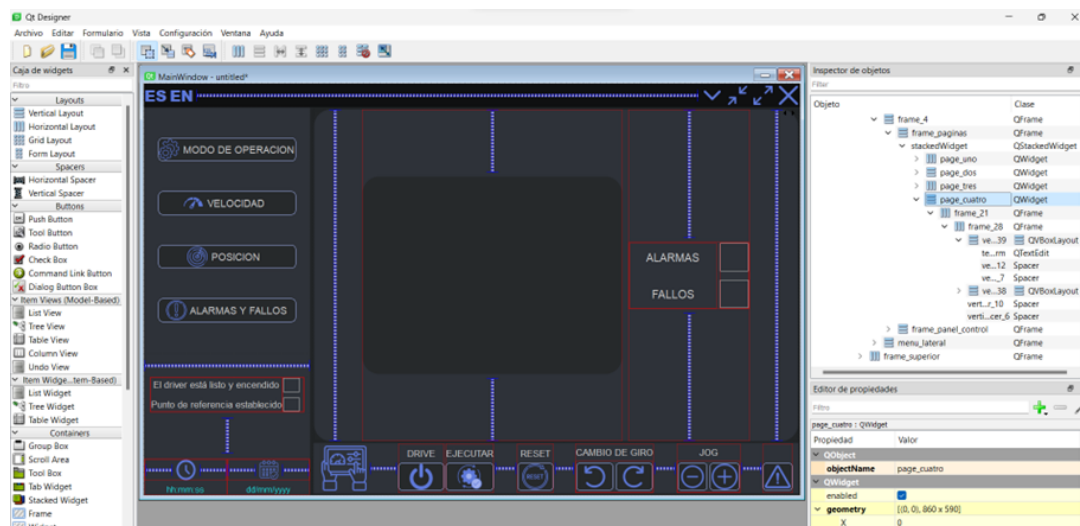 Qt Designer
Archivo Editar Formulario Vista Configuración Ventana Ayuda
Caja de widgets
Filtro
Layouts
Vertical Layout
Horizontal Layout
Grid Layout
Form Layout
Spacers
Horizontal Spacer
Vertical Spacer
Buttons
Push Button
Tool Button
Radio Button
Check Box
Command Link Button
Dialog Button Box
Item Views (Model-Based)
List View
Tree View
Table View
Column View
Undo View
Item Widge...tem-Based)
List Widget
Tree Widget
Table Widget
Containers
Group Box
Scroll Area
Tool Box
Tab Widget
Stacked Widget
Frame
MainWindow - untitled*
ES EN
MODO DE OPERACION
VELOCIDAD
POSICION
ALARMAS Y FALLOS
El driver está listo y encendido
Punto de referencia establecido
hh:mm:ss dd/mm/yyyy
ALARMAS
FALLOS
DRIVE EJECUTAR RESET CAMBIO DE GIRO JOG
RESET
Inspector de objetos
Filter
Objeto Clase
frame_4 QFrame
frame_paginas QFrame
stackedWidget QStackedWidget
page_uno QWidget
page_dos QWidget
page_tres QWidget
page_cuatro QWidget
frame_21 QFrame
frame_28 QFrame
ve...39 QVBoxLayout
te...rm QTextEdit
ve...12 Spacer
ve..._7 Spacer
ve...38 QVBoxLayout
vert...r_10 Spacer
verti...cer_6 Spacer
frame_panel_control QFrame
menu_lateral QFrame
frame_superior QFrame
Editor de propiedades
Filtro
page_cuatro : QWidget
Propiedad Valor
QObject
objectName page_cuatro
QWidget
enabled
geometry [(0, 0), 860 x 590]
X 0